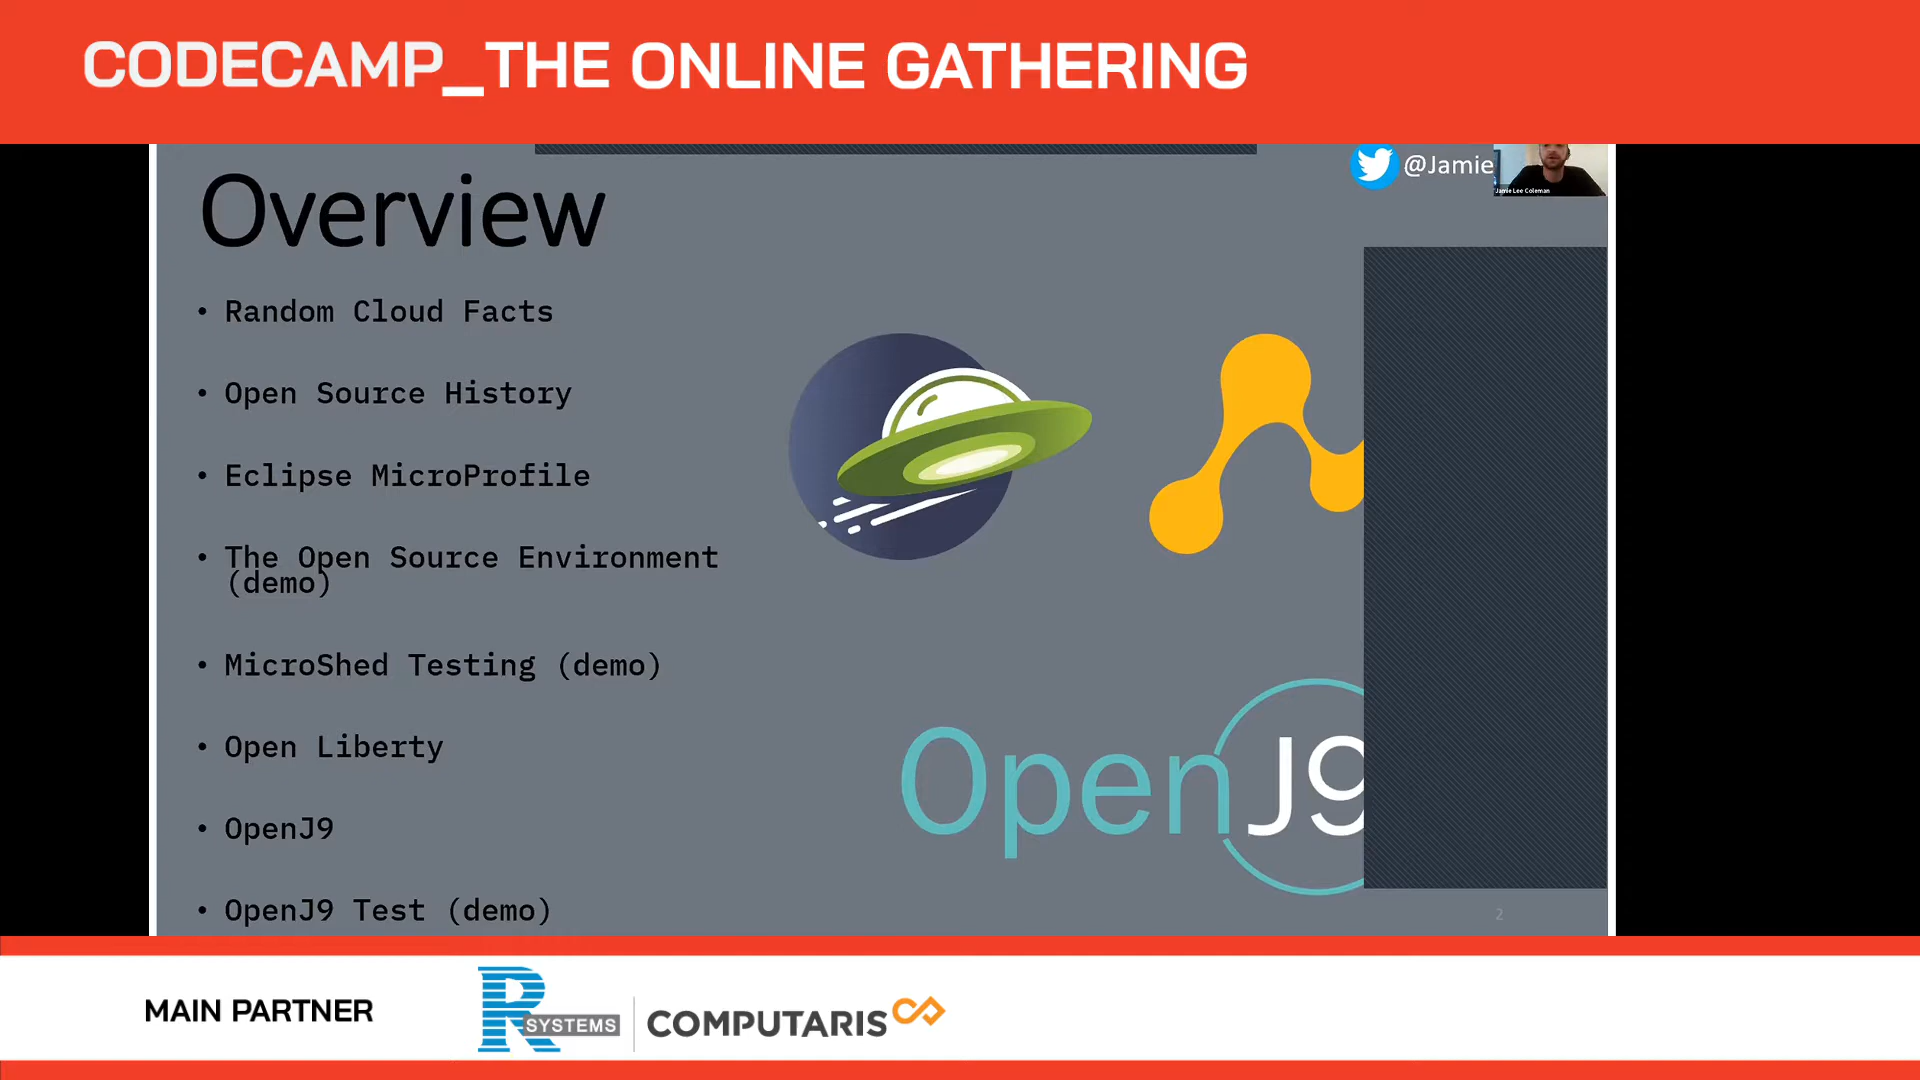 CODECAMP_THE ONLINE GATHERING
Overview
@Jamie
Jamie Lee Coleman
• Random Cloud Facts
• Open Source History
• Eclipse MicroProfile
• The Open Source Environment
(demo)
• MicroShed Testing (demo)
• Open Liberty
• OpenJ9
• OpenJ9 Test (demo)
OpenJ9
2
MAIN PARTNER
R SYSTEMS
COMPUTARIS